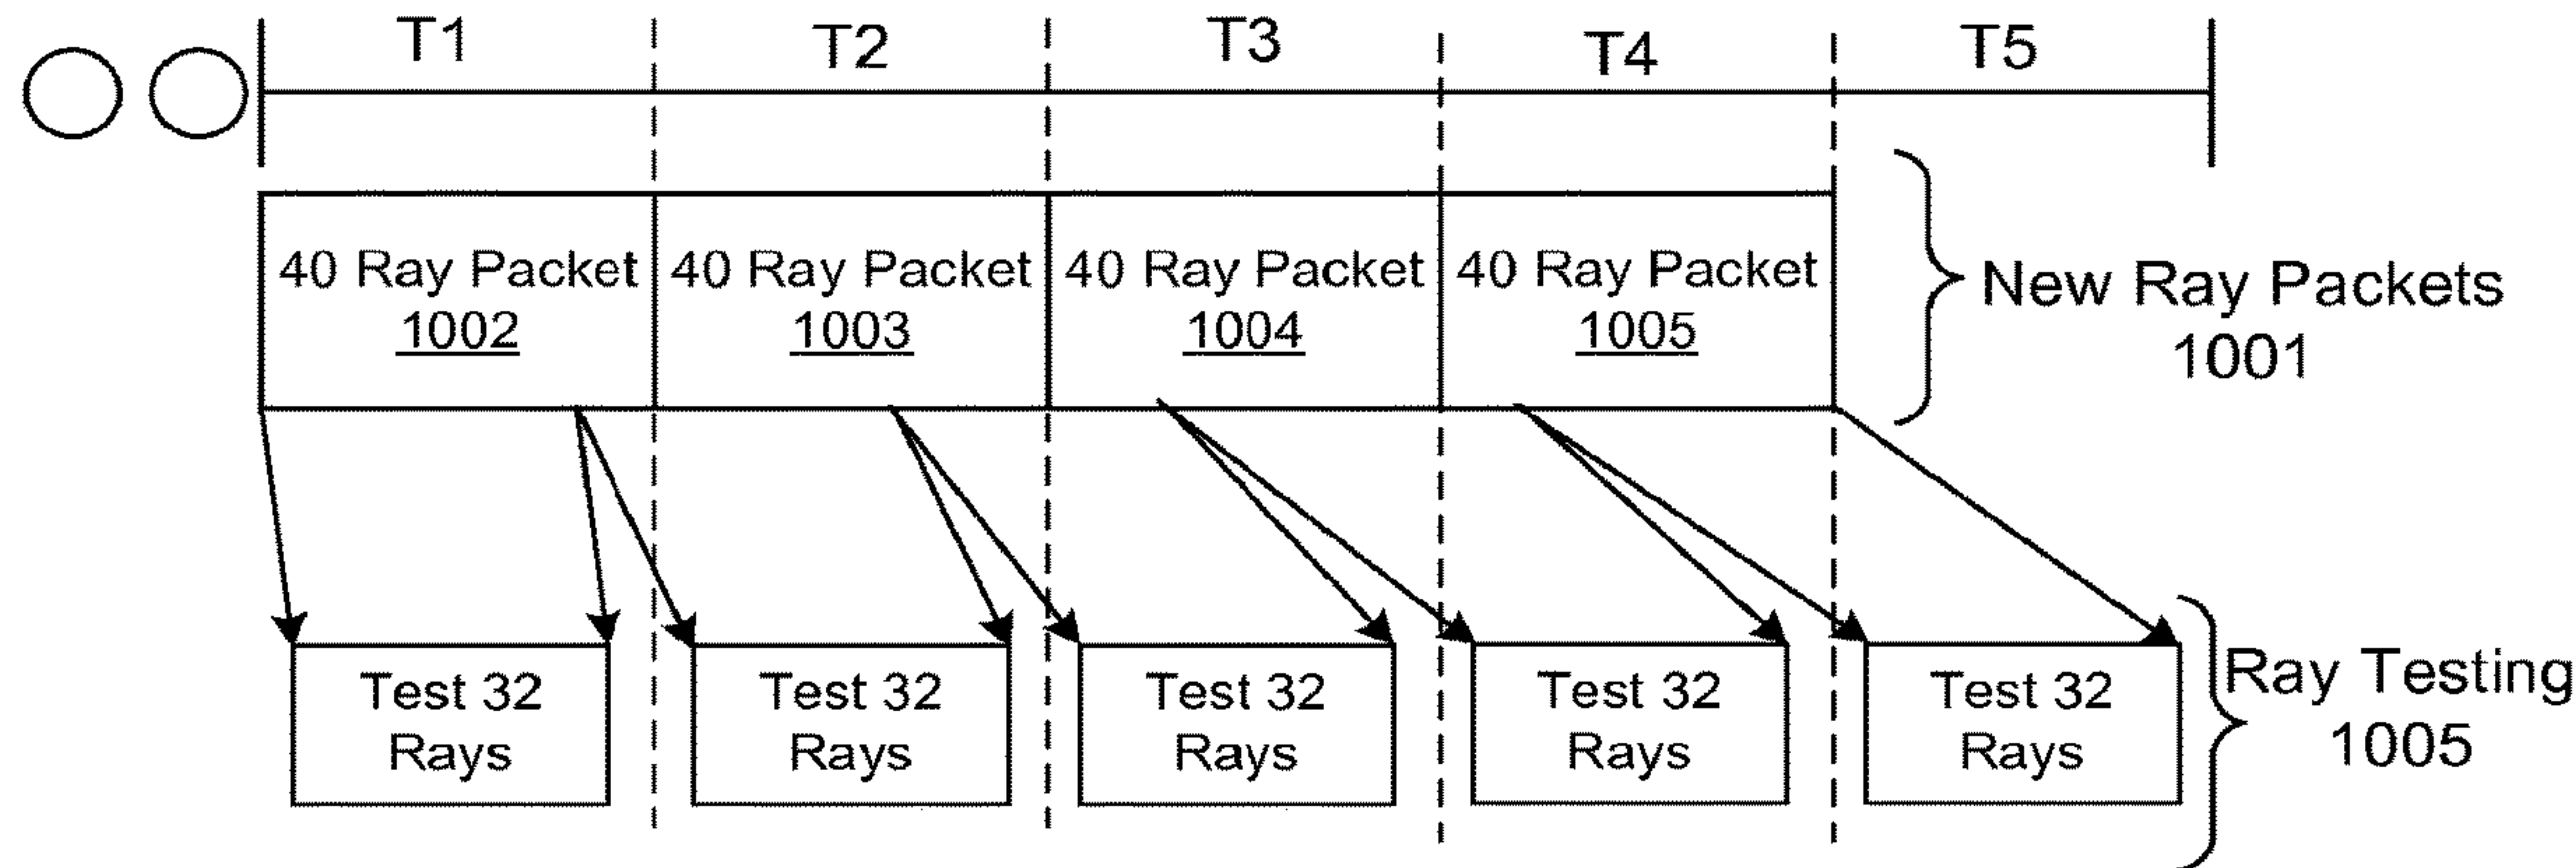 T1 T2 T3 T4 T5
40 Ray Packet 40 Ray Packet 40 Ray Packet 40 Ray Packet
1002 1003 1004 1005
New Ray Packets
1001
Test 32 Test 32 Test 32 Test 32 Test 32
Rays Rays Rays Rays Rays
Ray Testing
1005